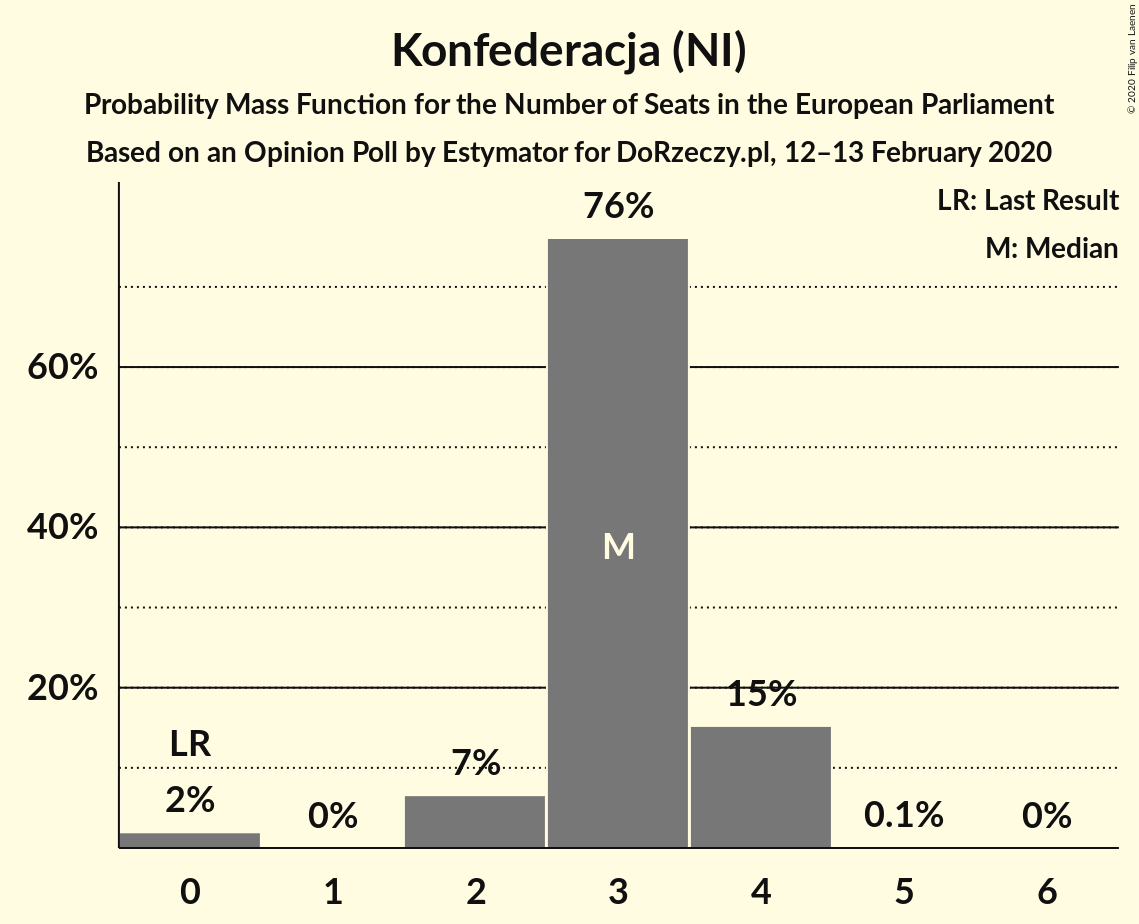 Konfederacja (NI)
Probability Mass Function for the Number of Seats in the European Parliament
Based on an Opinion Poll by Estymator for DoRzeczy.pl, 12–13 February 2020
© 2020 Filip van Laenen
LR: Last Result
M: Median
76%
60%
40%
M
20%
15%
LR
7%
2%
0%
0.1%
0%
0 1 2 3 4 5 6